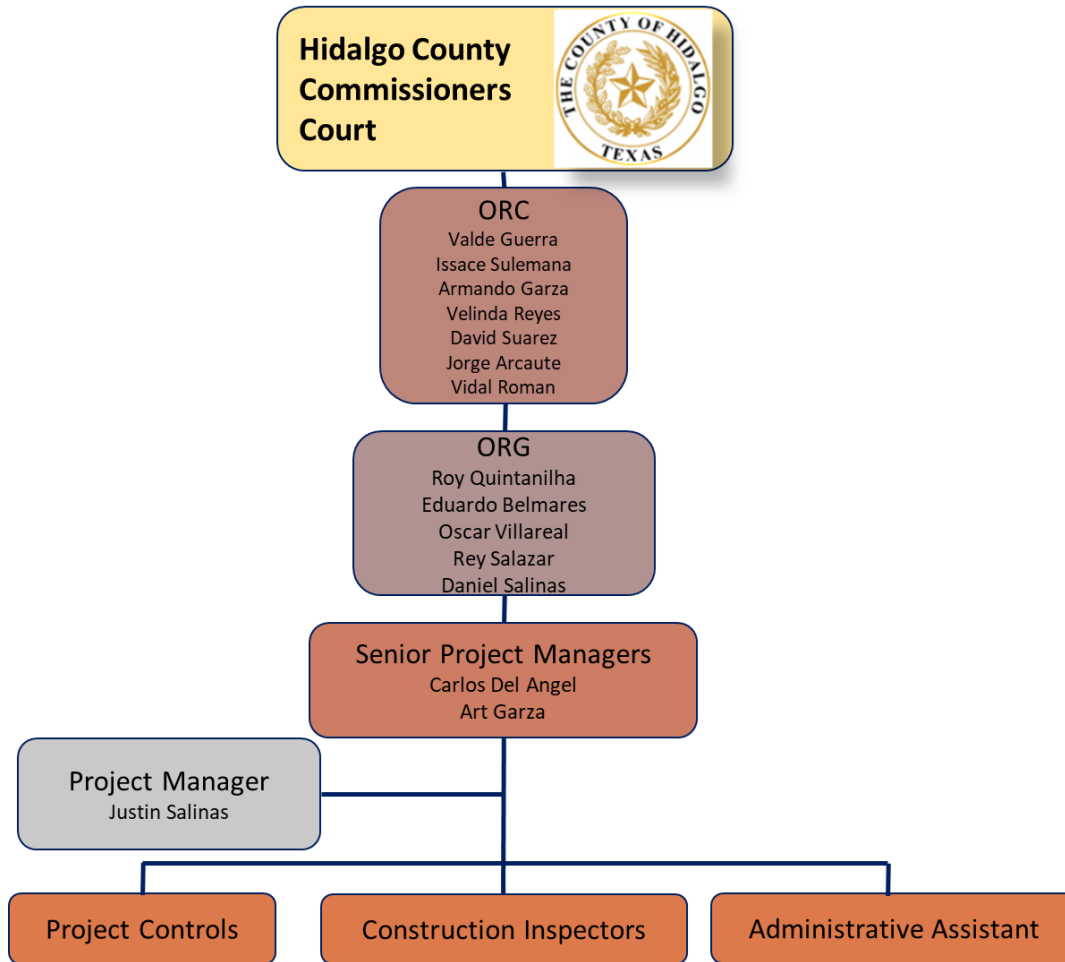 Hidalgo County
Commissioners
Court
THE COUNTY OF HIDALGO
TEXAS
ORC
Valde Guerra
Issace Sulemana
Armando Garza
Velinda Reyes
David Suarez
Jorge Arcaute
Vidal Roman
ORG
Roy Quintanilha
Eduardo Belmares
Oscar Villareal
Rey Salazar
Daniel Salinas
Senior Project Managers
Carlos Del Angel
Art Garza
Project Manager
Justin Salinas
Project Controls
Construction Inspectors
Administrative Assistant